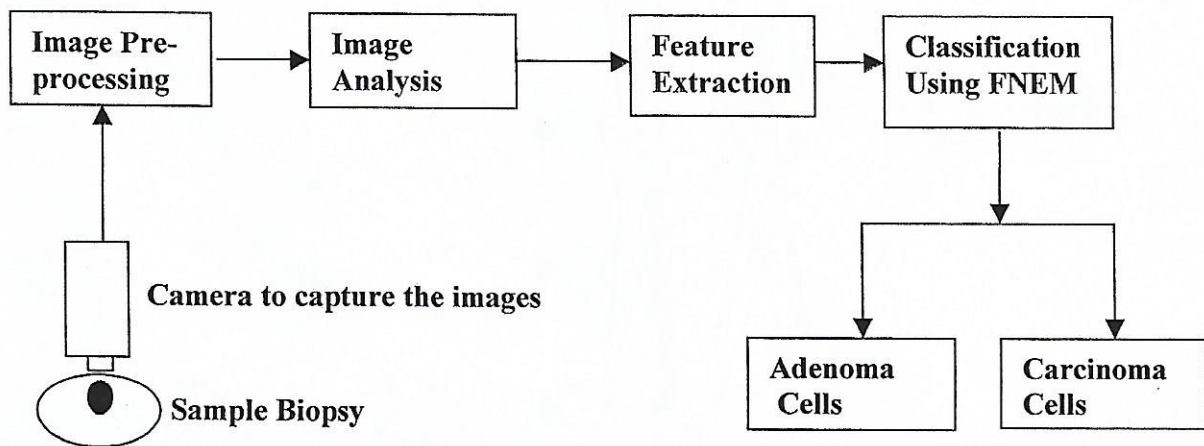 Image Pre-
processing
Image
Analysis
Feature
Extraction
Classification
Using FNEM
Camera to capture the images
Sample Biopsy
Adenoma
Cells
Carcinoma
Cells